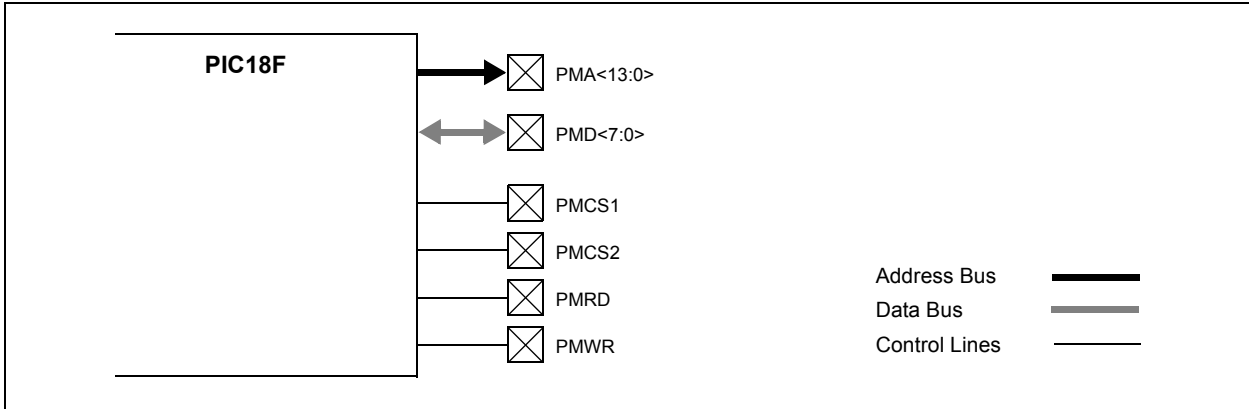 PIC18F
PMA<13:0>
PMD<7:0>
PMCS1
PMCS2
PMRD
PMWR
Address Bus
Data Bus
Control Lines